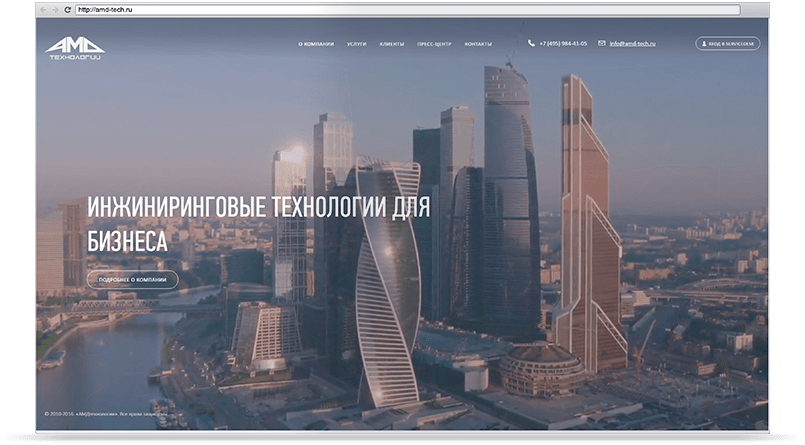 http://amd-tech.ru
АМД
ТЕХНОЛОГИИ
О КОМПАНИИ УСЛУГИ КЛИЕНТЫ ПРЕСС-ЦЕНТР КОНТАКТЫ +7 (495) 984-41-05 info@amd-tech.ru ВХОД В SERVICEDESK
ИНЖИНИРИНГОВЫЕ ТЕХНОЛОГИИ ДЛЯ
БИЗНЕСА
ПОДРОБНЕЕ О КОМПАНИИ
© 2010-2016 «АМДтехнологии». Все права защищены